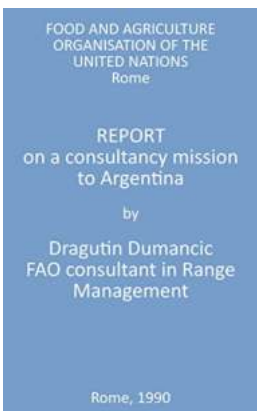 FOOD AND AGRICULTURE
ORGANISATION OF THE
UNITED NATIONS
Rome
REPORT
on a consultancy mission
to Argentina
by
Dragutin Dumancic
FAO consultant in Range
Management
Rome, 1990